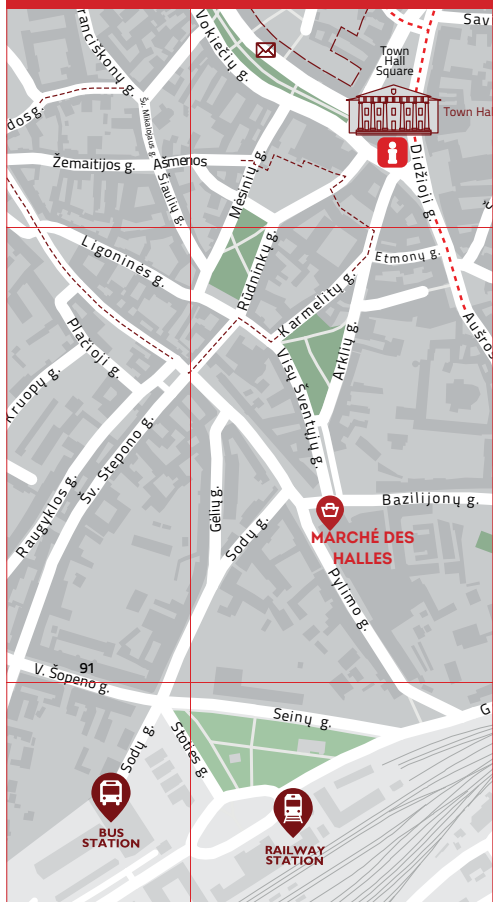 Sav
Vokiečių g.
ranciškonų g.
Town
Hall
Square
Town Hal
dos g.
Šv. Mikalojaus g.
Žemaitijos g.
Ašmenos
Šiaulių g.
Mėsinių g.
Didžioji g.
Ligoninės g.
Rūdninkų g.
Karmelitų g.
Etmonų g.
Arklių g.
Aušros
Plačioji g.
Kruopų g.
Visų Šventųjų g.
Šv. Stepono g.
Raugyklos g.
Gėlių g.
Sodų g.
Bazilijonų g.
MARCHÉ DES
HALLES
Pylimo g.
91
V. Šopeno g.
Seinų g.
G
Sodų g.
Stoties g.
BUS
STATION
RAILWAY
STATION